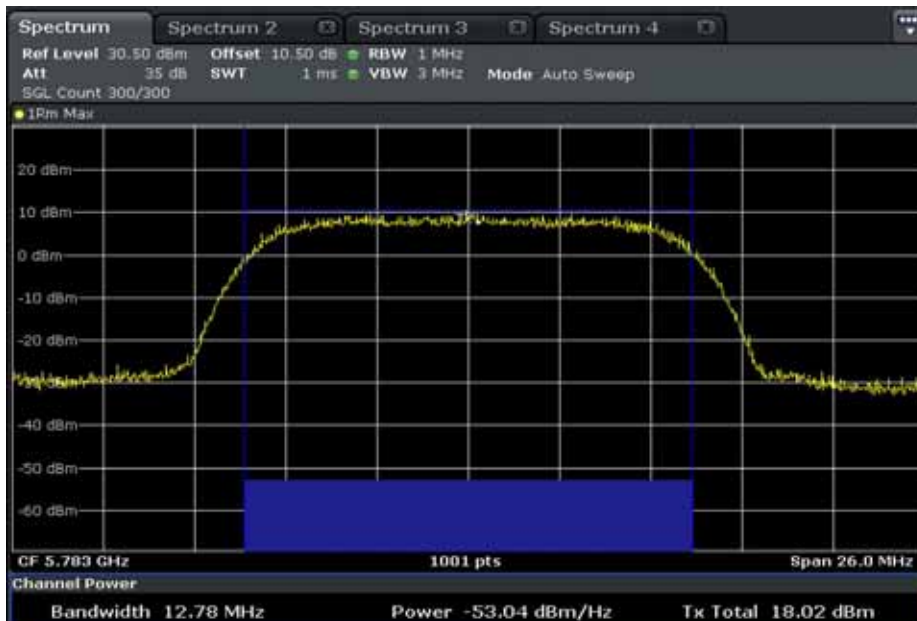 Spectrum Spectrum 2 Spectrum 3 Spectrum 4
Ref Level 30.50 dBm Offset 10.50 dB RBW 1 MHz
Att 35 dB SWT 1 ms VBW 3 MHz Mode Auto Sweep
SGL Count 300/300
1Rm Max
20 dBm
10 dBm
0 dBm
-10 dBm
-20 dBm
-40 dBm
-50 dBm
-60 dBm
CF 5.783 GHz 1001 pts Span 26.0 MHz
Channel Power
Bandwidth 12.78 MHz Power -53.04 dBm/Hz Tx Total 18.02 dBm